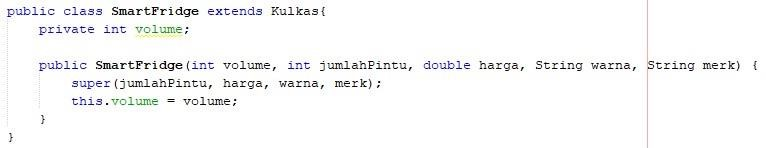 public class SmartFridge extends Kulkas{
    private int volume;

    public SmartFridge(int volume, int jumlahPintu, double harga, String warna, String merk) {
        super(jumlahPintu, harga, warna, merk);
        this.volume = volume;
    }
}